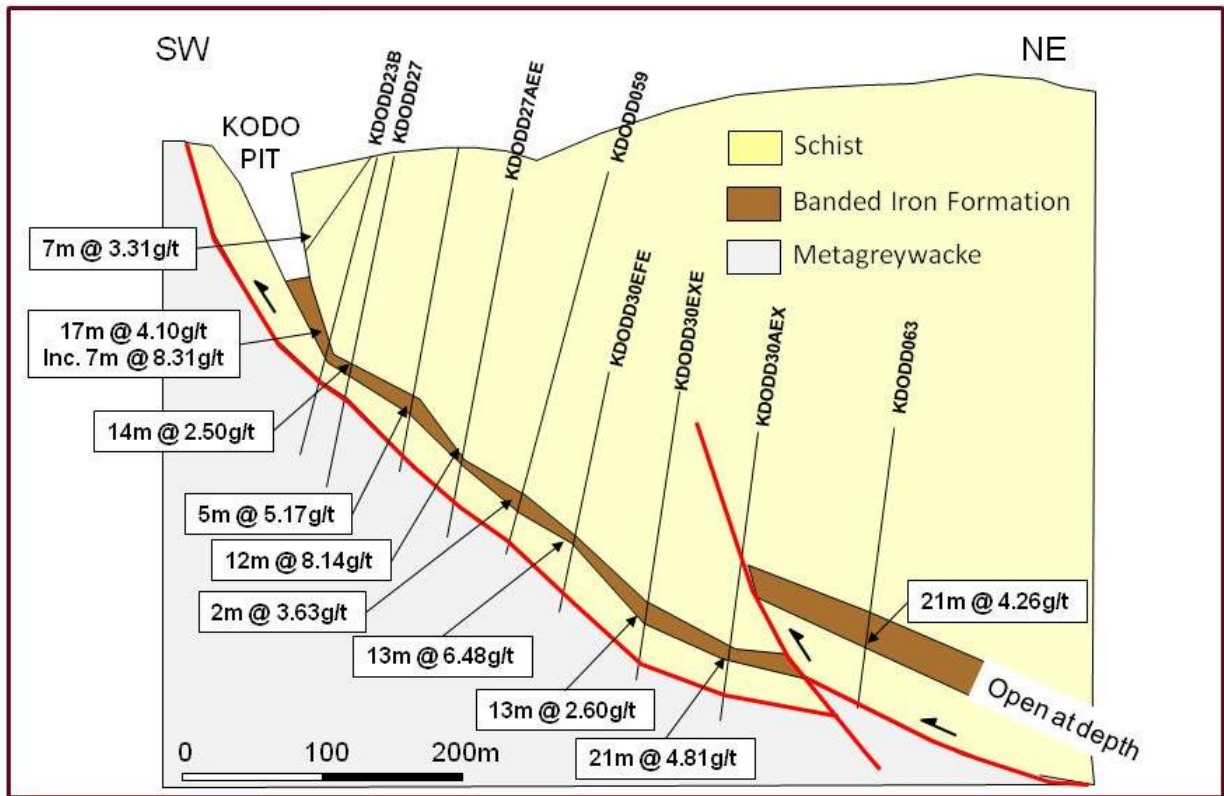 SW
NE
KODO
PIT
KDODD23B
KDODD27
KDODD27AEE
KDODD059
KDODD30EFE
KDODD30EXE
KDODD30AEX
KDODD063
Schist
Banded Iron Formation
Metagreywacke
7m @ 3.31g/t
17m @ 4.10g/t
Inc. 7m @ 8.31g/t
14m @ 2.50g/t
5m @ 5.17g/t
12m @ 8.14g/t
2m @ 3.63g/t
13m @ 6.48g/t
13m @ 2.60g/t
21m @ 4.81g/t
21m @ 4.26g/t
Open at depth
0 100 200m